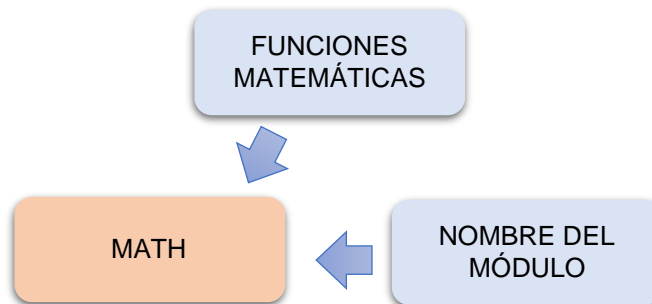 FUNCIONES
MATEMÁTICAS
MATH
NOMBRE DEL
MÓDULO